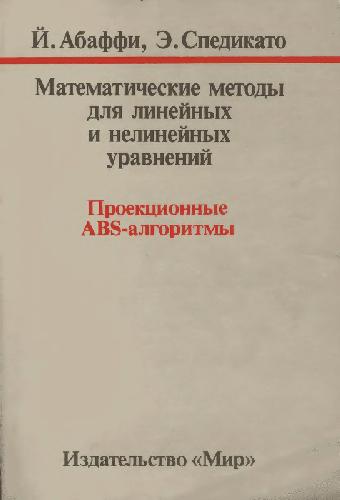 Й. Абаффи, Э. Спедикато
Математические методы
для линейных
и нелинейных
уравнений
Проекционные
ABS-алгоритмы
Издательство «Мир»